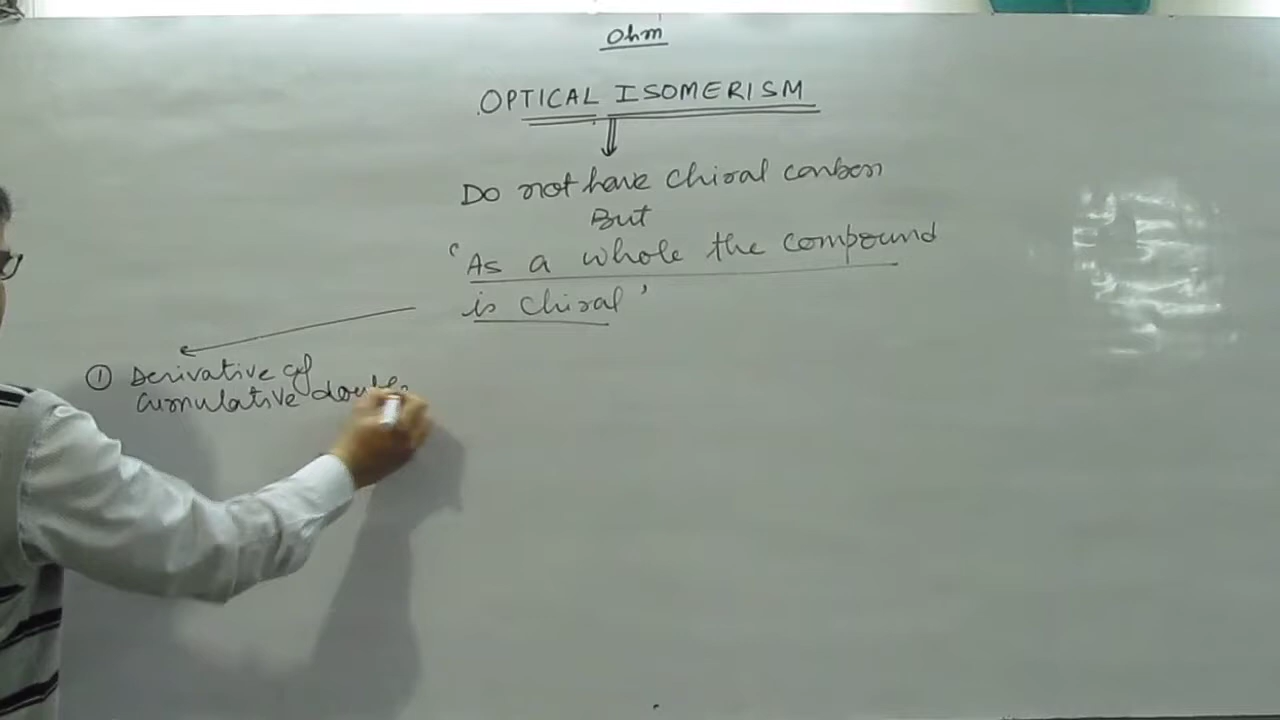 Ohm
OPTICAL ISOMERISM
Do not have chiral carbon
But
'As a whole the compound
is chiral'
① Derivative of
cumulative